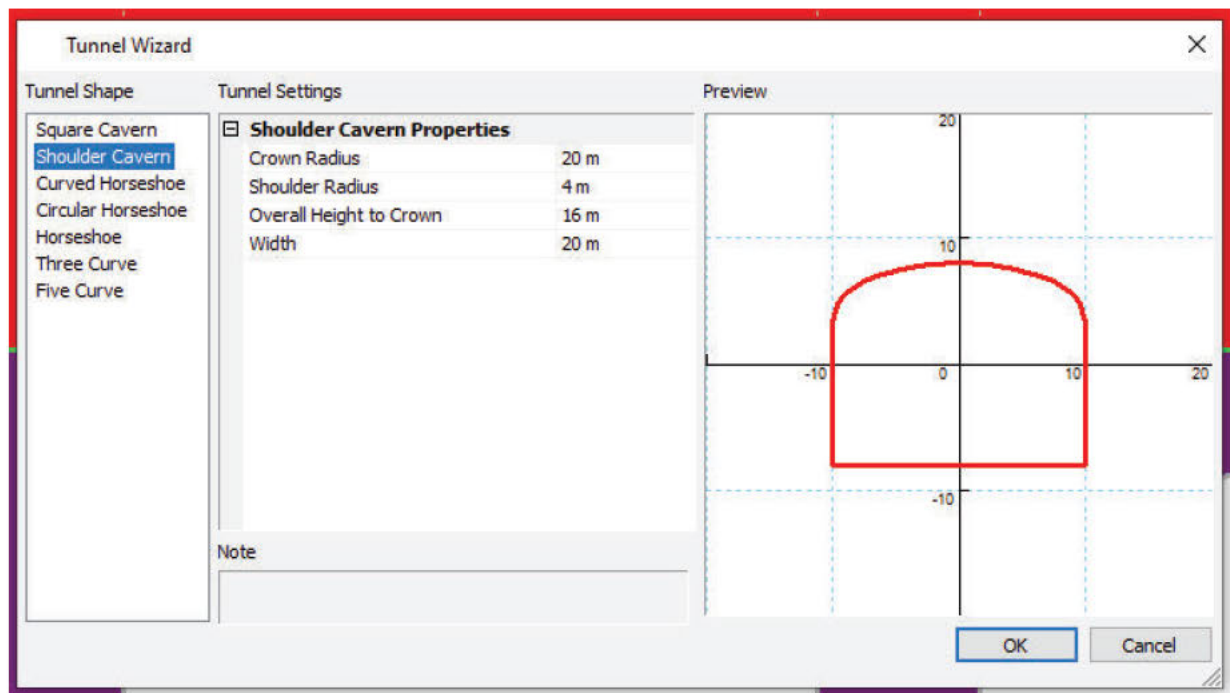 Tunnel Wizard
Tunnel Shape
Square Cavern
Shoulder Cavern
Curved Horseshoe
Circular Horseshoe
Horseshoe
Three Curve
Five Curve
Tunnel Settings
Shoulder Cavern Properties
Crown Radius 20 m
Shoulder Radius 4 m
Overall Height to Crown 16 m
Width 20 m
Note
Preview
20
10
-10 0 10 20
-10
OK Cancel